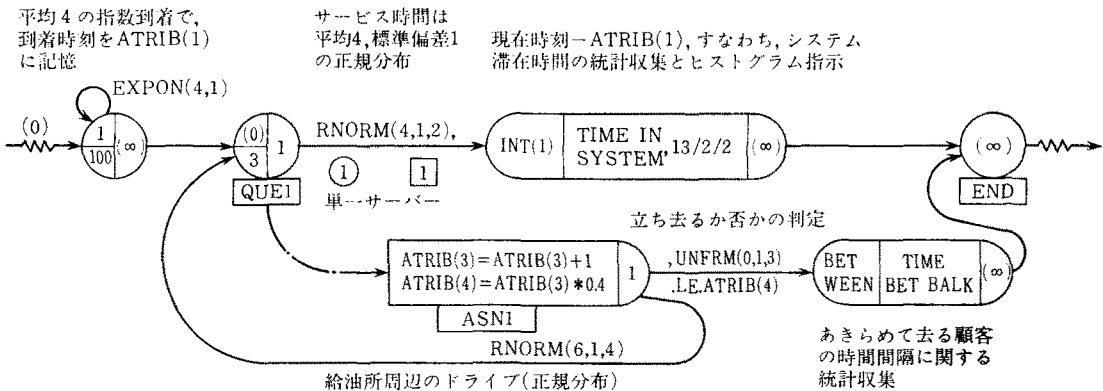 平均4の指数到着で,
到着時刻をATRIB(1)
に記憶
サービス時間は
平均4,標準偏差1
の正規分布
現在時刻−ATRIB(1),すなわち,システム
滞在時間の統計収集とヒストグラム指示
EXPON(4,1)
(0)
1
100
(∞)
(0)
3
1
QUE1
RNORM(4,1,2),
1
1
単一サーバー
INT(1)
TIME IN
SYSTEM,
13/2/2
(∞)
(∞)
END
立ち去るか否かの判定
ATRIB(3)=ATRIB(3)+1
ATRIB(4)=ATRIB(3)*0.4
1
ASN1
,UNFRM(0,1,3)
.LE.ATRIB(4)
BET
WEEN
TIME
BET BALK
(∞)
RNORM(6,1,4)
給油所周辺のドライブ(正規分布)
あきらめて去る顧客
の時間間隔に関する
統計収集